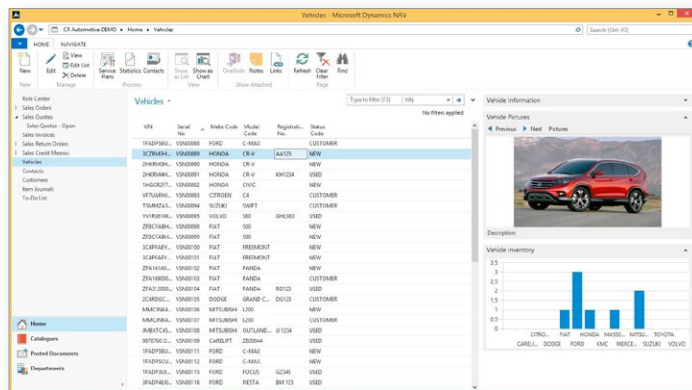 Vehicles - Microsoft Dynamics NAV
CR Automotive DEMO Home Vehicles
Search (Ctrl+F3)
HOME NAVIGATE
New Edit View Edit List Delete Service Plans Statistics Contacts Show as List Show as Chart OneNote Notes Links Refresh Clear Filter Find
New Manage Process View Show Attached Page
Role Center
Sales Orders
Sales Quotes
Sales Quotes - Open
Sales Invoices
Sales Return Orders
Sales Credit Memos
Vehicles
Contacts
Customers
Item Journals
To-Do List
Home
Catalogues
Posted Documents
Departments
Vehicles
Type to filter (F3) VIN
No filters applied
VIN Serial No. Make Code Model Code Registrati... No. Status Code
VSN00088 FORD C-MAX CUSTOMER
VSN00089 HONDA CR-V AA123 NEW
HONDA CR-V NEW
VSN00091 HONDA CR-V KH1234 USED
VSN00092 HONDA CIVIC NEW
VSN00093 CITROEN C4 CUSTOMER
VSN00094 SUZUKI SWIFT CUSTOMER
VSN00095 VOLVO S80 GHL983 USED
FIAT 500 NEW
VSN00099 FIAT 500 NEW
VSN00100 FIAT FREEMONT NEW
VSN00101 FIAT FREEMONT NEW
VSN00102 FIAT PANDA NEW
VSN00103 FIAT PANDA CUSTOMER
VSN00104 FIAT PANDA USED
VSN00105 DODGE GRAND C... DG123 CUSTOMER
VSN00106 MITSUBISHI L200 NEW
VSN00107 MITSUBISHI L200 CUSTOMER
VSN00108 MITSUBISHI OUTLAND... USED
VSN00109 CARELIFT ZB20044 USED
VSN00111 FORD C-MAX NEW
VSN00112 FORD C-MAX NEW
VSN00115 FORD FOCUS G2345 USED
VSN00116 FORD FIESTA BM 123 USED
Vehicle Information
Vehicle Pictures
Previous Next Pictures
Description:
Vehicle Inventory
3.5
3
2.5
2
1.5
1
0.5
0
CITRO... FIAT HONDA MASSE... MITSU... TOYOTA
CARELI... DODGE FORD KMC MERCE... SUZUKI VOLVO